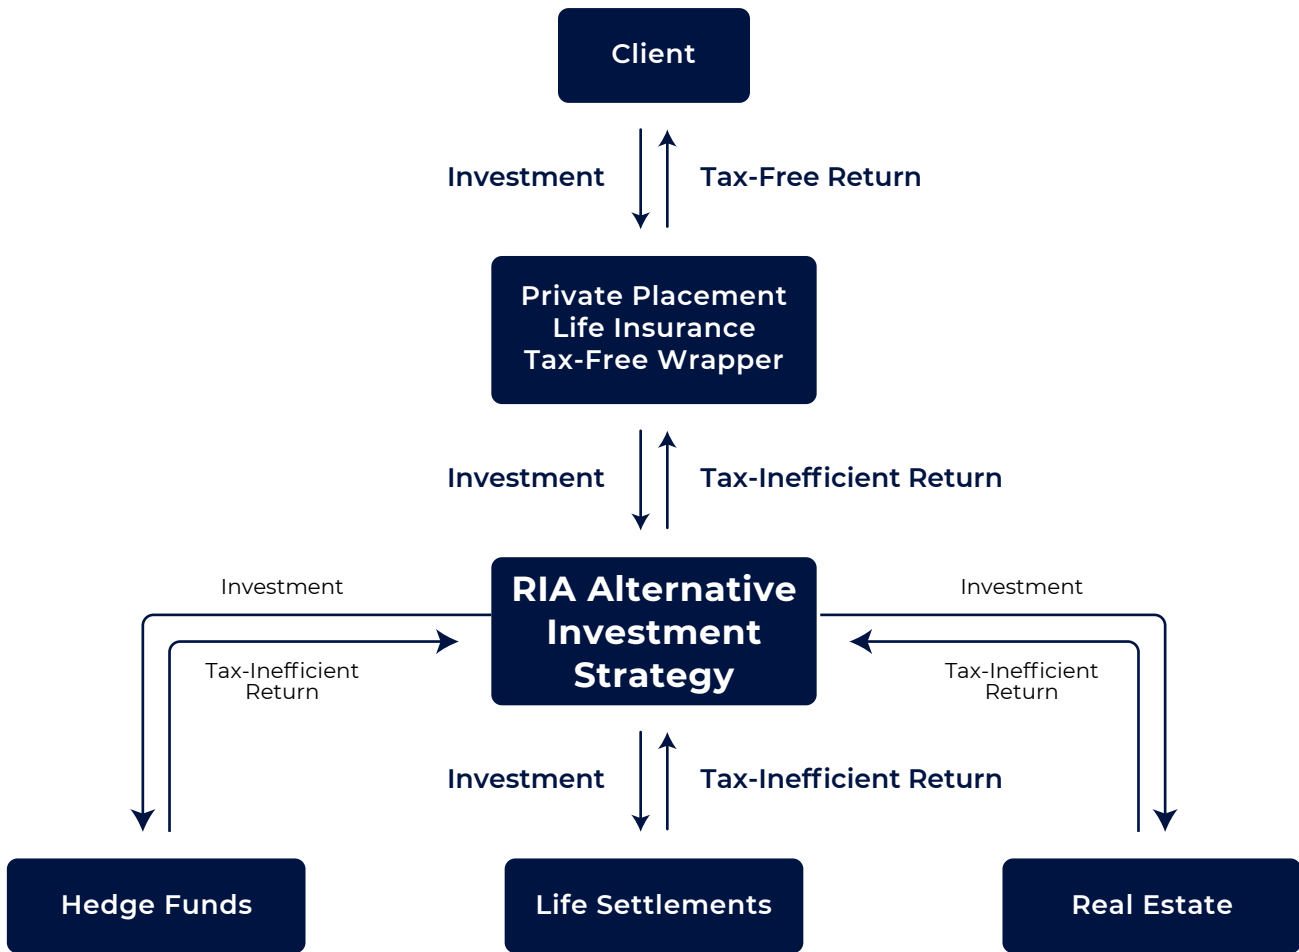 Client
Investment
Tax-Free Return
Private Placement
Life Insurance
Tax-Free Wrapper
Investment
Tax-Inefficient Return
RIA Alternative
Investment
Strategy
Investment
Tax-Inefficient
Return
Investment
Tax-Inefficient
Return
Investment
Tax-Inefficient Return
Hedge Funds
Life Settlements
Real Estate